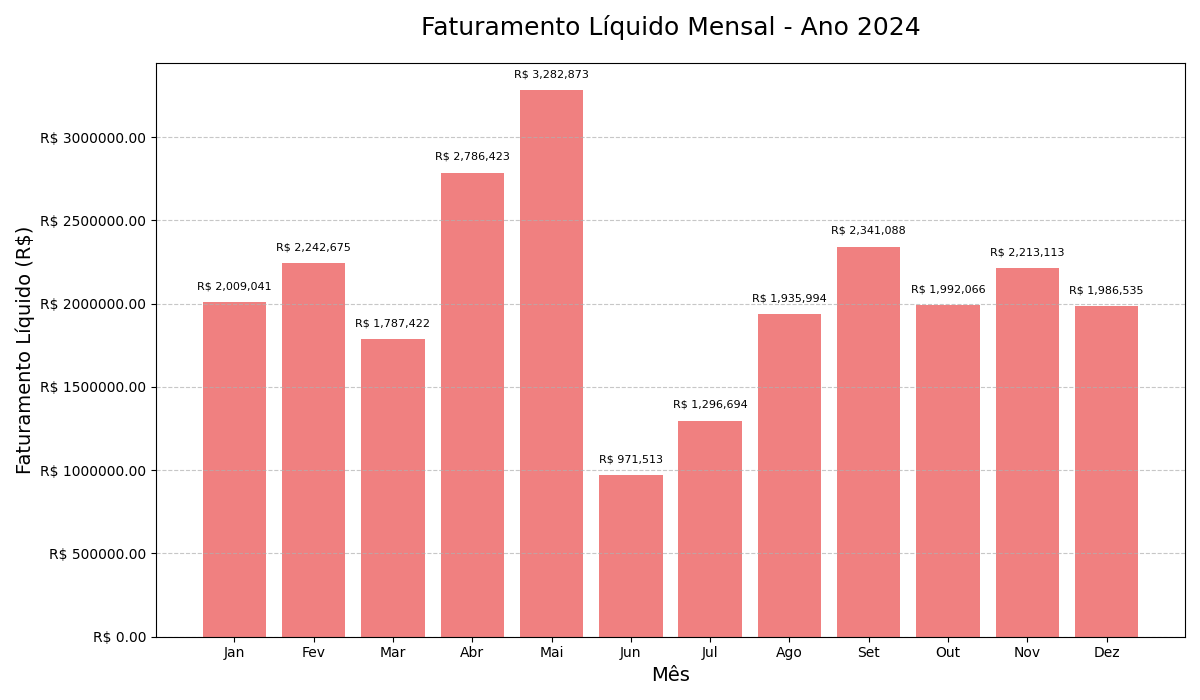 Faturamento Líquido Mensal - Ano 2024
Faturamento Líquido (R$)
R$ 3000000.00
R$ 2500000.00
R$ 2000000.00
R$ 1500000.00
R$ 1000000.00
R$ 500000.00
R$ 0.00
R$ 2,009,041
R$ 2,242,675
R$ 1,787,422
R$ 2,786,423
R$ 3,282,873
R$ 971,513
R$ 1,296,694
R$ 1,935,994
R$ 2,341,088
R$ 1,992,066
R$ 2,213,113
R$ 1,986,535
Jan Fev Mar Abr Mai Jun Jul Ago Set Out Nov Dez
Mês